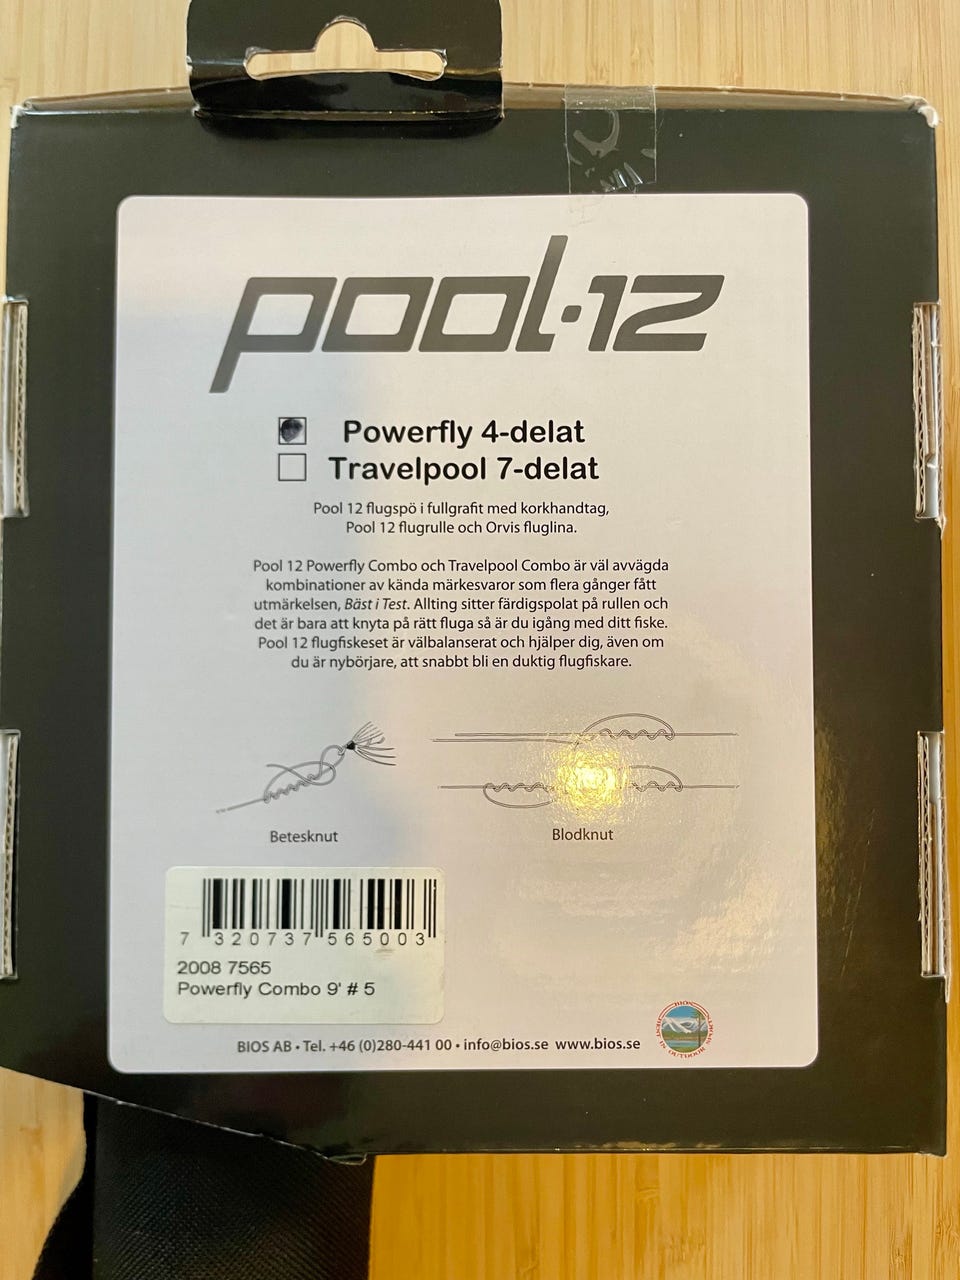 pool·12
Powerfly 4-delat
Travelpool 7-delat
Pool 12 flugspö i fullgrafit med korkhandtag,
Pool 12 flugrulle och Orvis fluglina.
Pool 12 Powerfly Combo och Travelpool Combo är väl avvägda
kombinationer av kända märkesvaror som flera gånger fått
utmärkelsen, Bäst i Test. Allting sitter färdigspolat på rullen och
det är bara att knyta på rätt fluga så är du igång med ditt fiske.
Pool 12 flugfiskeset är välbalanserat och hjälper dig, även om
du är nybörjare, att snabbt bli en duktig flugfiskare.
Betesknut
Blodknut
7 320737 565003
2008 7565
Powerfly Combo 9' # 5
BIOS AB • Tel. +46 (0)280-441 00 • info@bios.se www.bios.se
BIOS
BEST IN OUTDOOR SPORTS